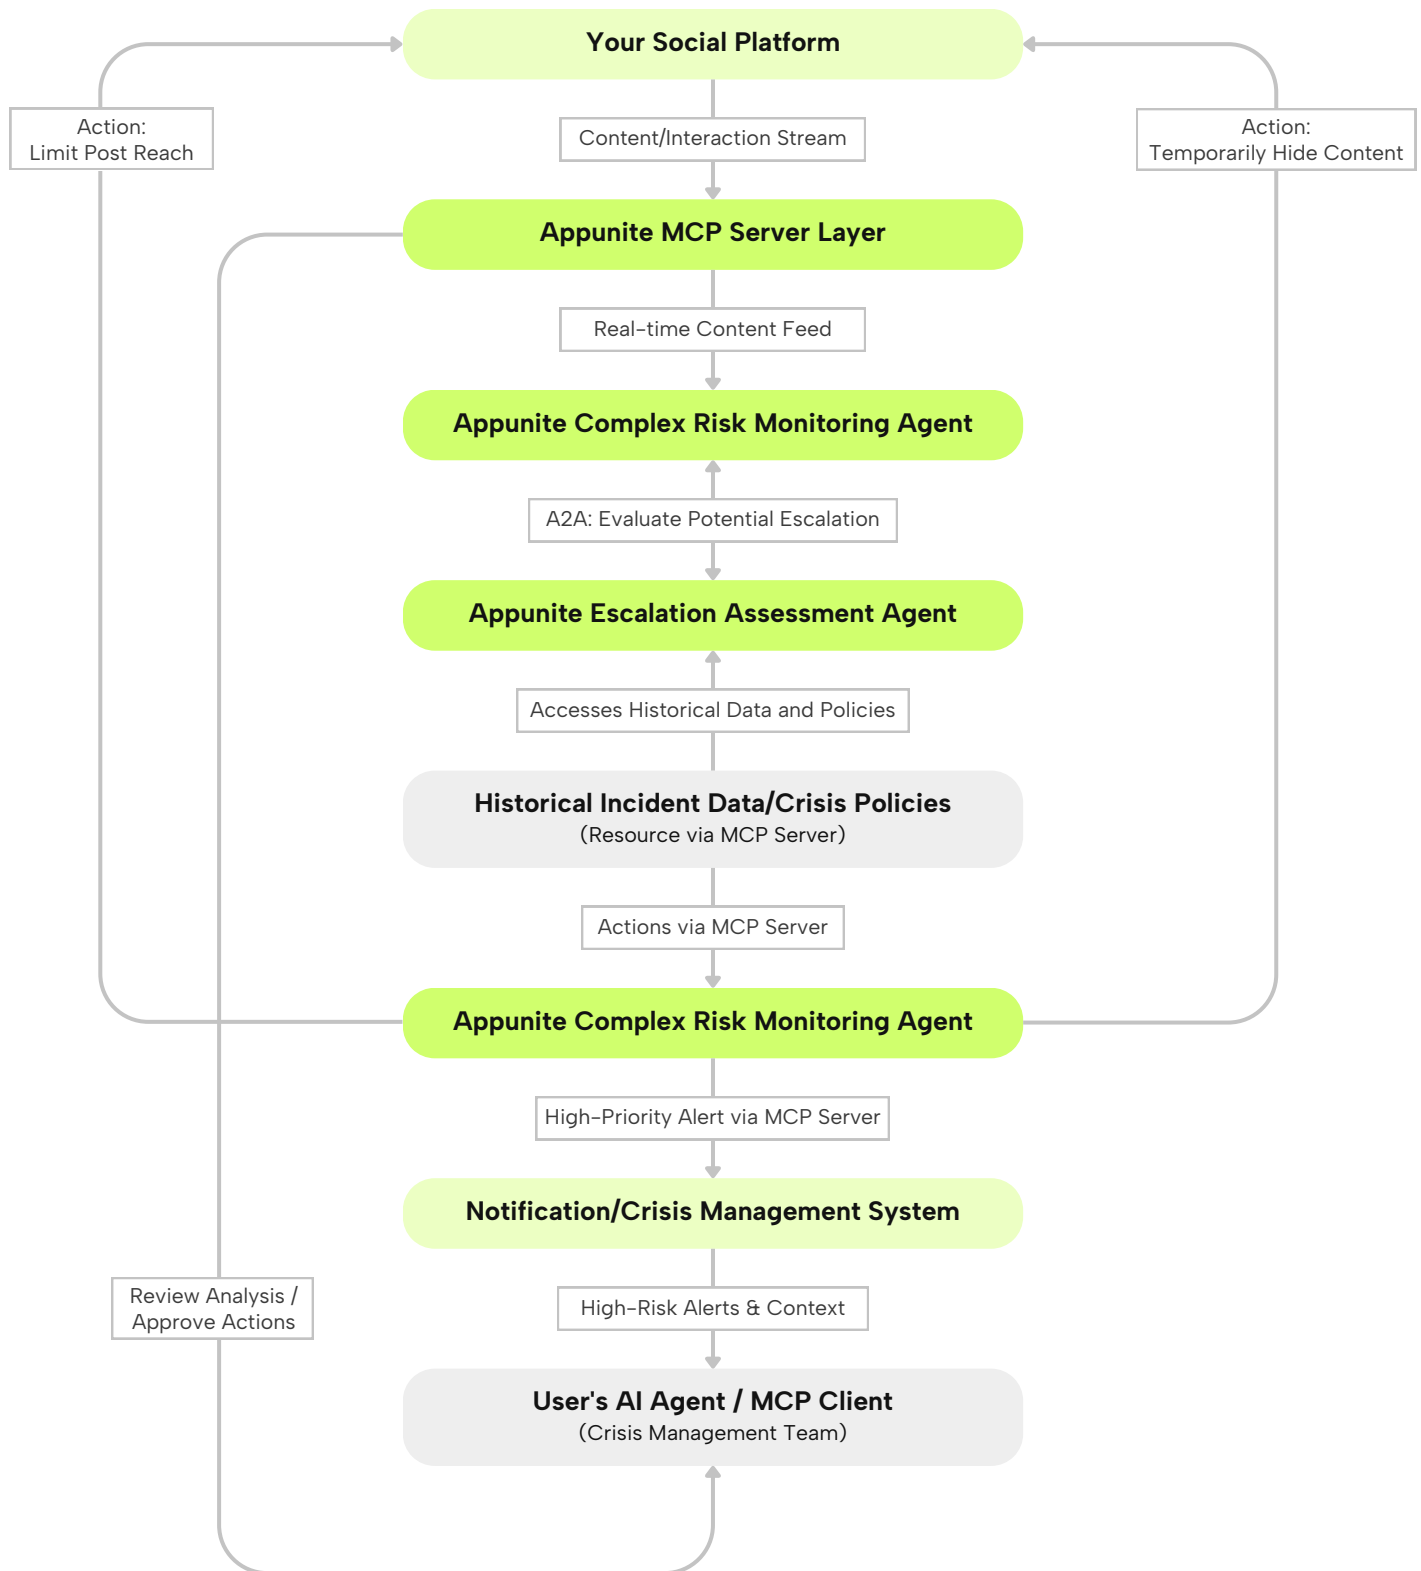 Your Social Platform
Action:
Limit Post Reach
Content/Interaction Stream
Action:
Temporarily Hide Content
Appunite MCP Server Layer
Real-time Content Feed
Appunite Complex Risk Monitoring Agent
A2A: Evaluate Potential Escalation
Appunite Escalation Assessment Agent
Accesses Historical Data and Policies
Historical Incident Data/Crisis Policies
(Resource via MCP Server)
Actions via MCP Server
Appunite Complex Risk Monitoring Agent
High-Priority Alert via MCP Server
Notification/Crisis Management System
Review Analysis /
Approve Actions
High-Risk Alerts & Context
User's AI Agent / MCP Client
(Crisis Management Team)